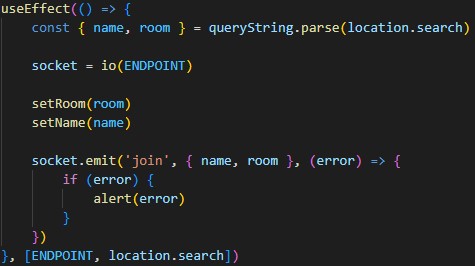 useEffect(() => {
    const { name, room } = queryString.parse(location.search)
    socket = io(ENDPOINT)
    setRoom(room)
    setName(name)
    socket.emit('join', { name, room }, (error) => {
        if (error) {
            alert(error)
        }
    })
}, [ENDPOINT, location.search])